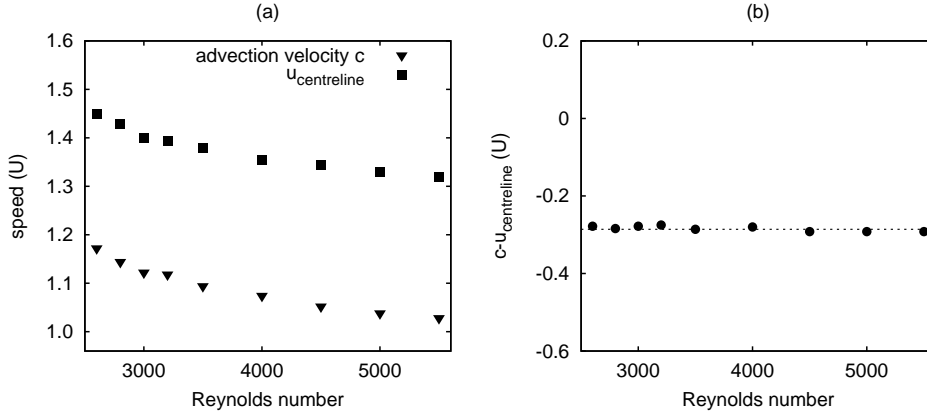 (a)
1.6
1.5
1.4
1.3
1.2
1.1
1.0
speed (U)
advection velocity c
u_centreline
3000
4000
5000
Reynolds number
(b)
0.2
0
-0.2
-0.4
-0.6
c-u_centreline (U)
3000
4000
5000
Reynolds number